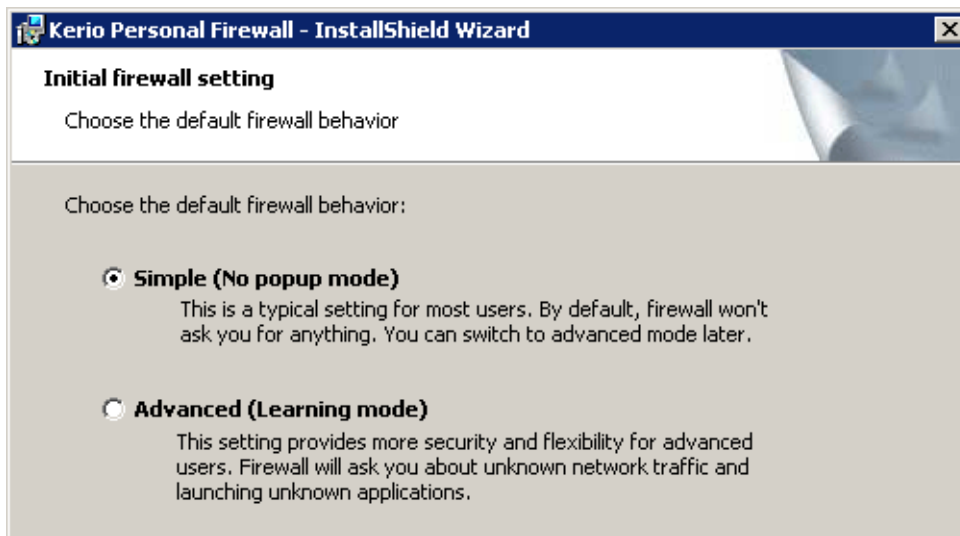 Kerio Personal Firewall - InstallShield Wizard
Initial firewall setting
Choose the default firewall behavior
Choose the default firewall behavior:
Simple (No popup mode)
This is a typical setting for most users. By default, firewall won't
ask you for anything. You can switch to advanced mode later.
Advanced (Learning mode)
This setting provides more security and flexibility for advanced
users. Firewall will ask you about unknown network traffic and
launching unknown applications.